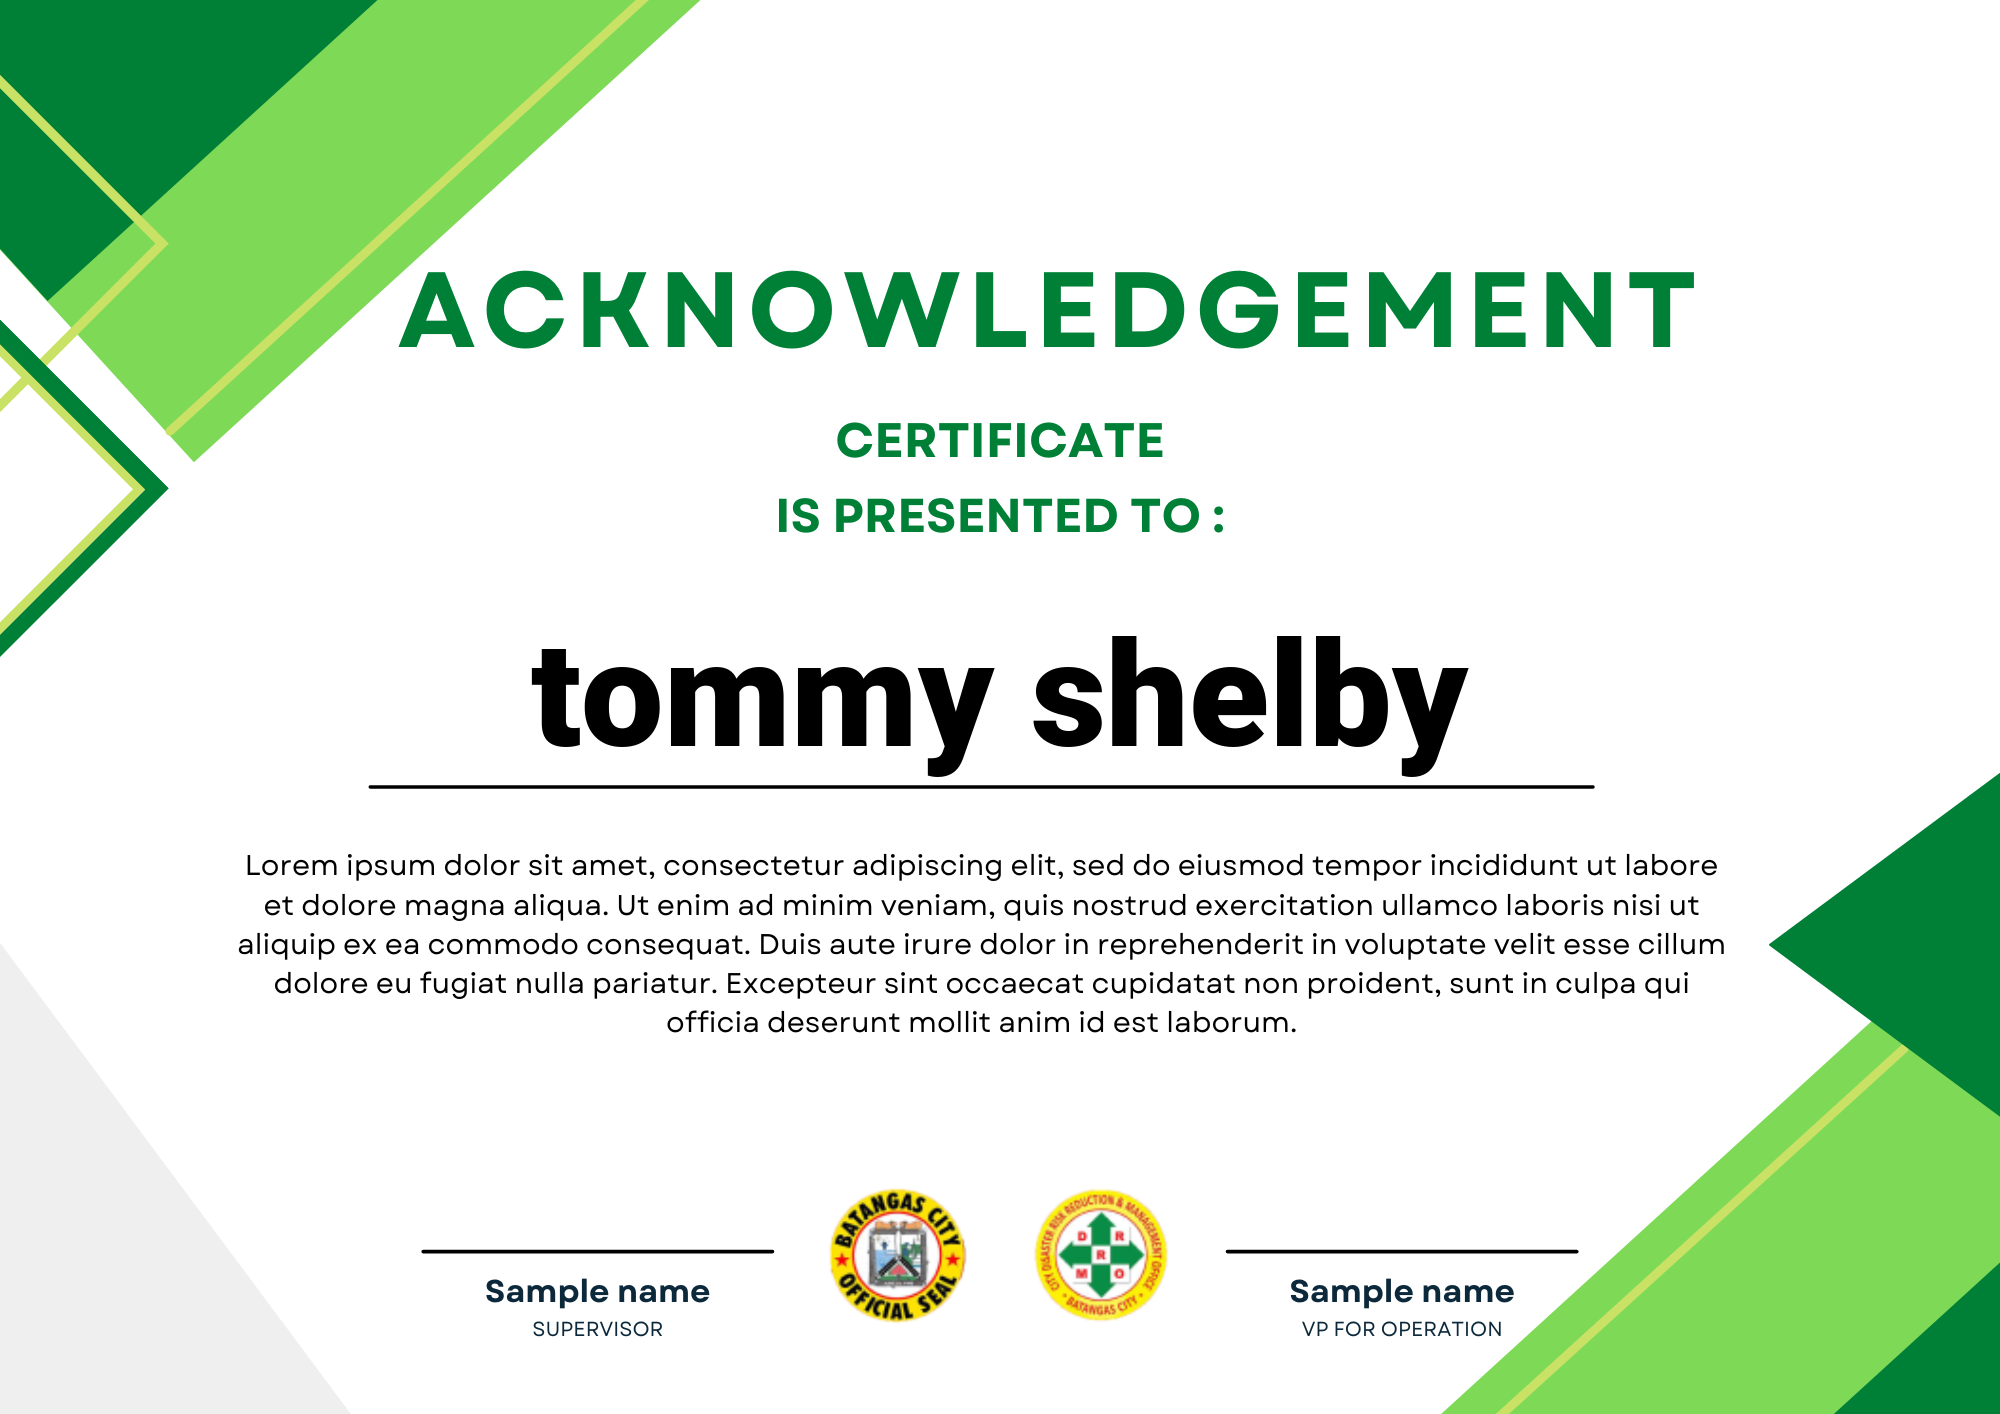 ACKNOWLEDGEMENT
CERTIFICATE
IS PRESENTED TO :
tommy shelby
Lorem ipsum dolor sit amet, consectetur adipiscing elit, sed do eiusmod tempor incididunt ut labore
et dolore magna aliqua. Ut enim ad minim veniam, quis nostrud exercitation ullamco laboris nisi ut
aliquip ex ea commodo consequat. Duis aute irure dolor in reprehenderit in voluptate velit esse cillum
dolore eu fugiat nulla pariatur. Excepteur sint occaecat cupidatat non proident, sunt in culpa qui
officia deserunt mollit anim id est laborum.
Sample name
SUPERVISOR
BATANGAS CITY
OFFICIAL SEAL
CITY DISASTER RISK REDUCTION & MANAGEMENT OFFICE
D R
R
M O
BATANGAS CITY
Sample name
VP FOR OPERATION